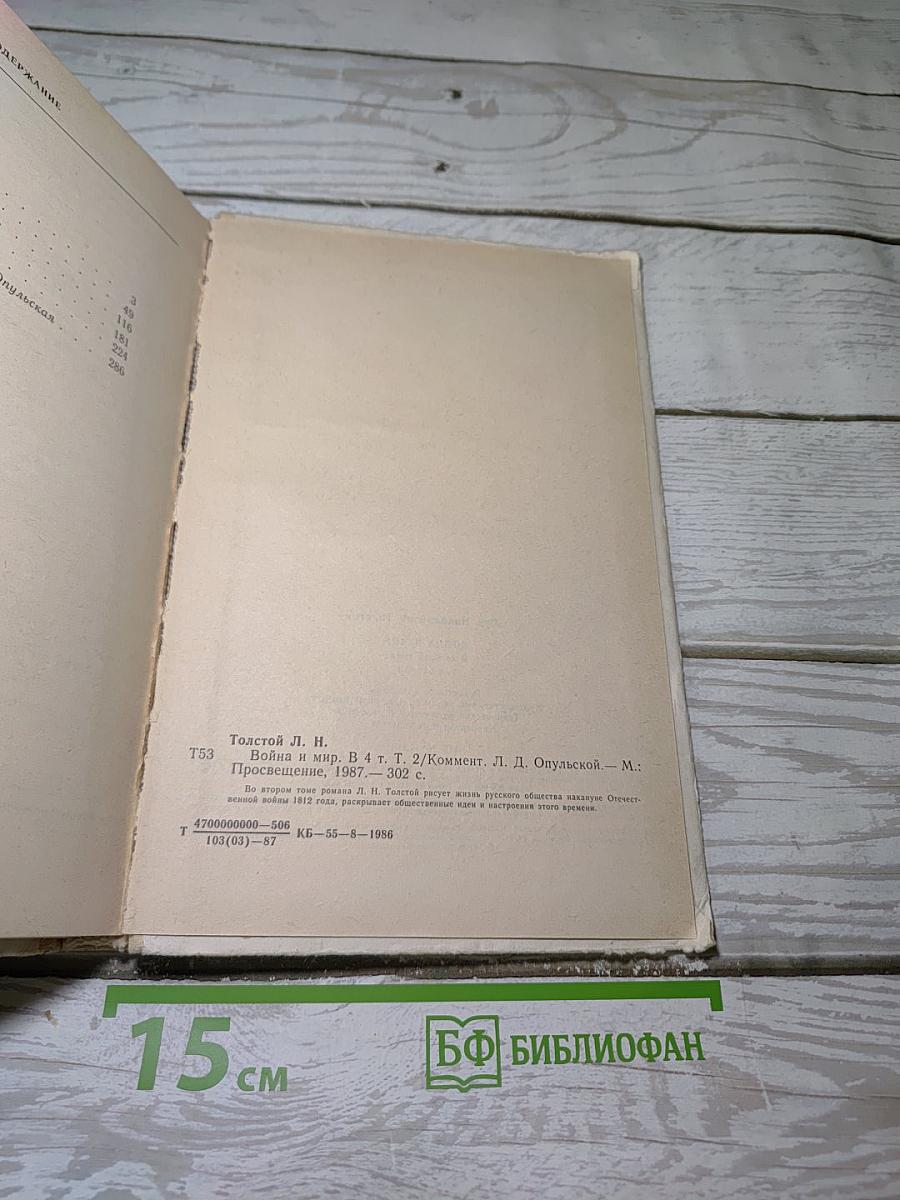 СОДЕРЖАНИЕ
3
49
116
181
Опульская
224
286
Толстой Л. Н.
Т53 Война и мир. В 4 т. Т. 2/Коммент. Л. Д. Опульской.— М.:
Просвещение, 1987.— 302 с.
Во втором томе романа Л. Н. Толстой рисует жизнь русского общества накануне Отечест-
венной войны 1812 года, раскрывает общественные идеи и настроения этого времени.
Т 4700000000—506
103(03)—87 КБ—55—8—1986
15 см
БФ БИБЛИОФАН